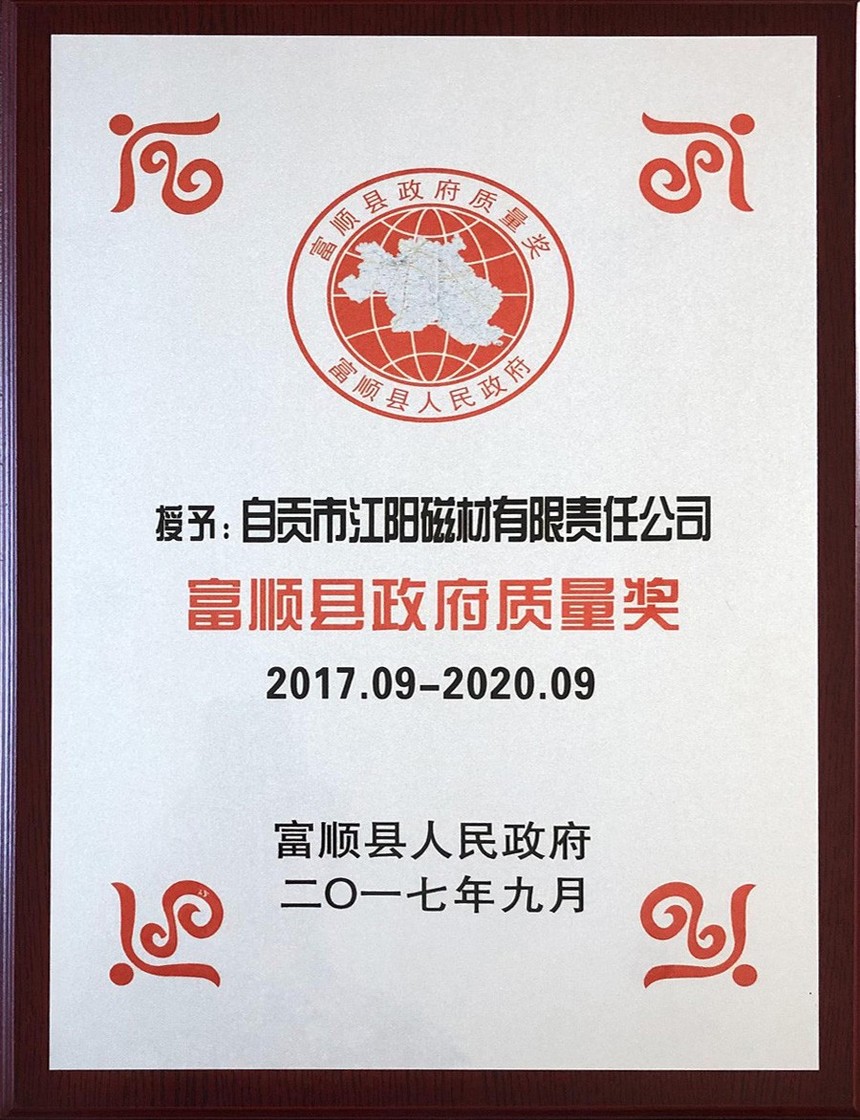 富顺县政府质量奖
富顺县人民政府
授予:自贡市江阳磁材有限责任公司
富顺县政府质量奖
2017.09-2020.09
富顺县人民政府
二〇一七年九月